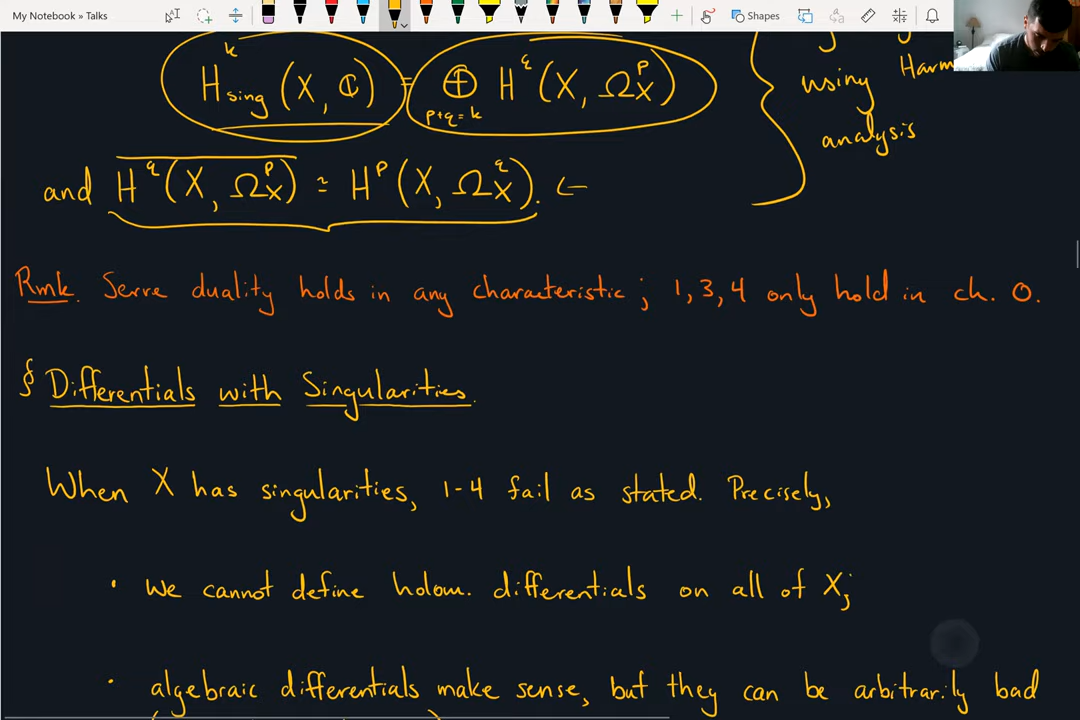 My Notebook » Talks
Shapes
H^k_sing (X, ℂ) = ⊕_{p+q=k} H^q (X, Ω^p_X)
using Harm
analysis
and H^q (X, Ω^p_X) ≃ H^p (X, Ω^q_X). ←
Rmk. Serre duality holds in any characteristic; 1, 3, 4 only hold in ch. 0.
§ Differentials with Singularities.
When X has singularities, 1-4 fail as stated. Precisely,
• we cannot define holom. differentials on all of X;
• algebraic differentials make sense, but they can be arbitrarily bad